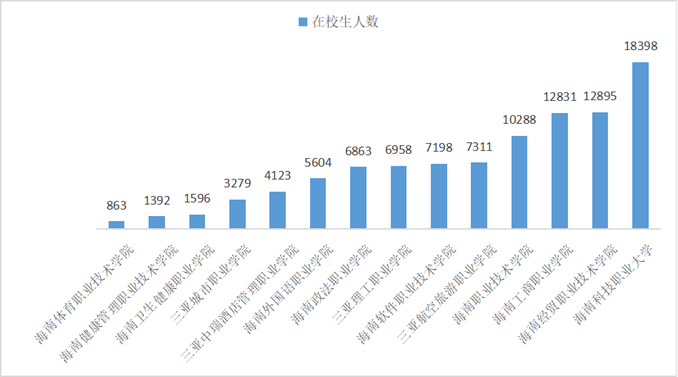 在校生人数
863
1392
1596
3279
4123
5604
6863
6958
7198
7311
10288
12831
12895
18398
海南体育职业技术学院
海南健康管理职业技术学院
海南卫生健康职业学院
三亚城市职业学院
三亚中瑞酒店管理职业学院
海南外国语职业学院
海南政法职业学院
三亚理工职业学院
海南软件职业技术学院
三亚航空旅游职业学院
海南职业技术学院
海南工商职业学院
海南经贸职业技术学院
海南科技职业大学